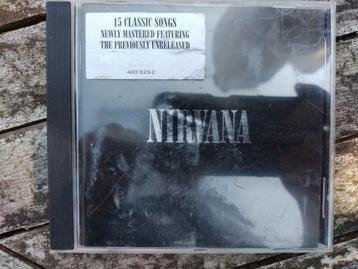 15 CLASSIC SONGS
NEWLY MASTERED FEATURING
THE PREVIOUSLY UNRELEASED
493 523-2
NIRVANA